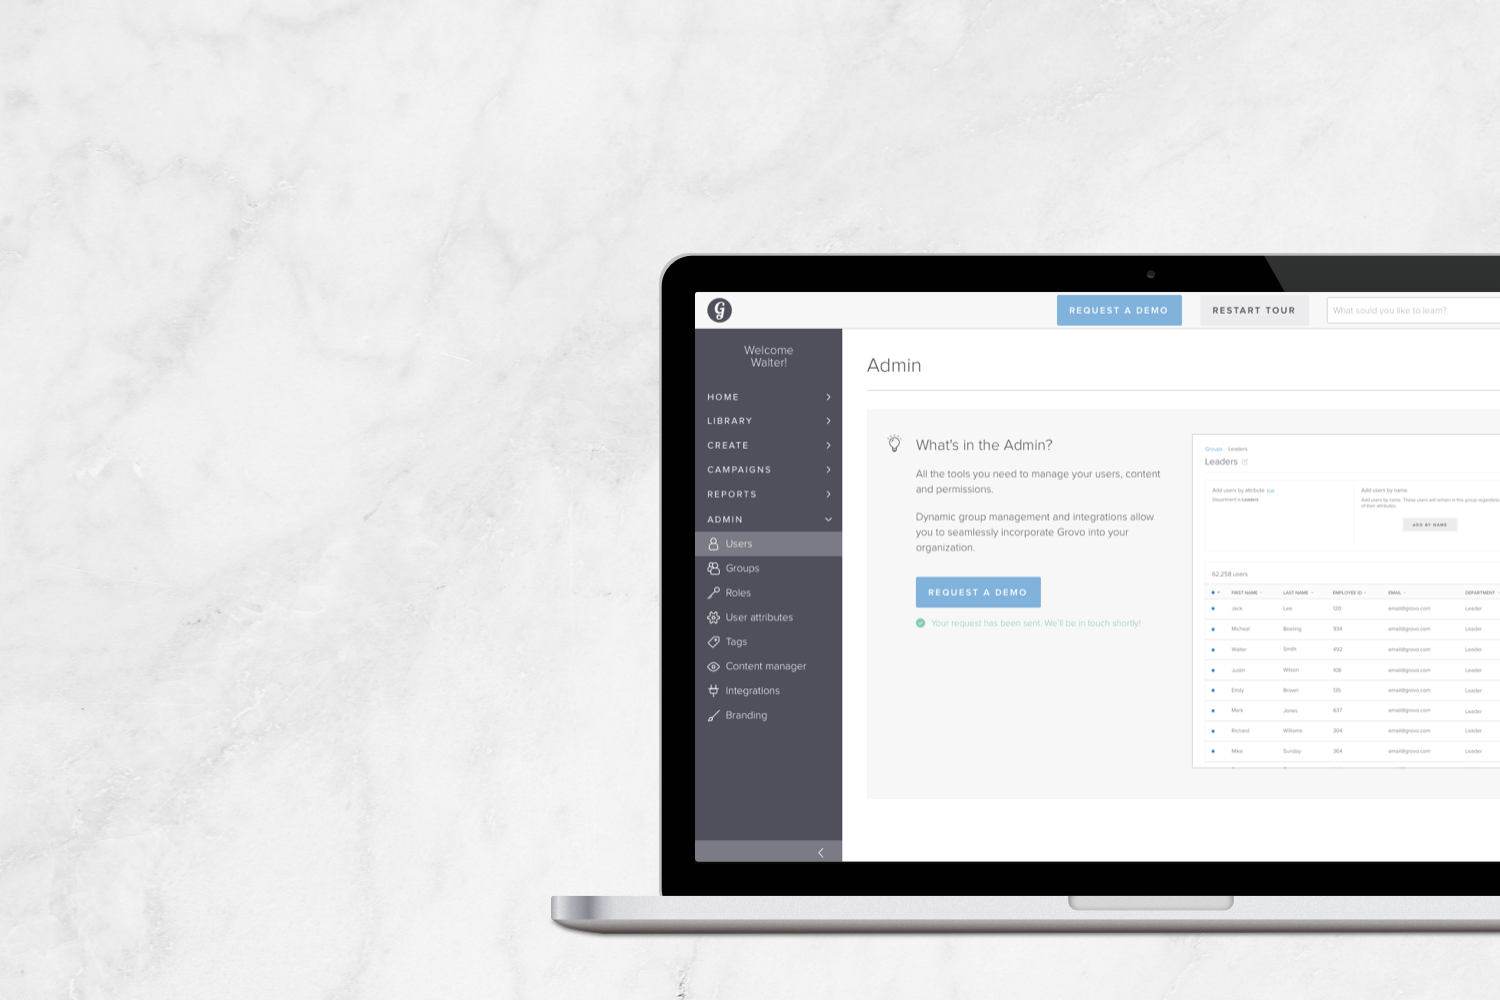 G
REQUEST A DEMO
RESTART TOUR
What sould you like to learn?
Welcome
Walter!
HOME
LIBRARY
CREATE
CAMPAIGNS
REPORTS
ADMIN
Users
Groups
Roles
User attributes
Tags
Content manager
Integrations
Branding
Admin
What's in the Admin?
All the tools you need to manage your users, content
and permissions.
Dynamic group management and integrations allow
you to seamlessly incorporate Grovo into your
organization.
REQUEST A DEMO
Your request has been sent. We'll be in touch shortly!
Groups Leaders
Leaders
Add users by attribute Edit
Department is Leaders
Add users by name
Add users by name. These users will remain in this group regardless
of their attributes.
ADD BY NAME
62,258 users
FIRST NAME LAST NAME EMPLOYEE ID EMAIL DEPARTMENT
Jack Lee 120 email@grovo.com Leader
Micheal Bowling 934 email@grovo.com Leader
Walter Smith 492 email@grovo.com Leader
Justin Wilson 108 email@grovo.com Leader
Emily Brown 135 email@grovo.com Leader
Mark Jones 637 email@grovo.com Leader
Richard Williams 304 email@grovo.com Leader
Mike Sunday 364 email@grovo.com Leader